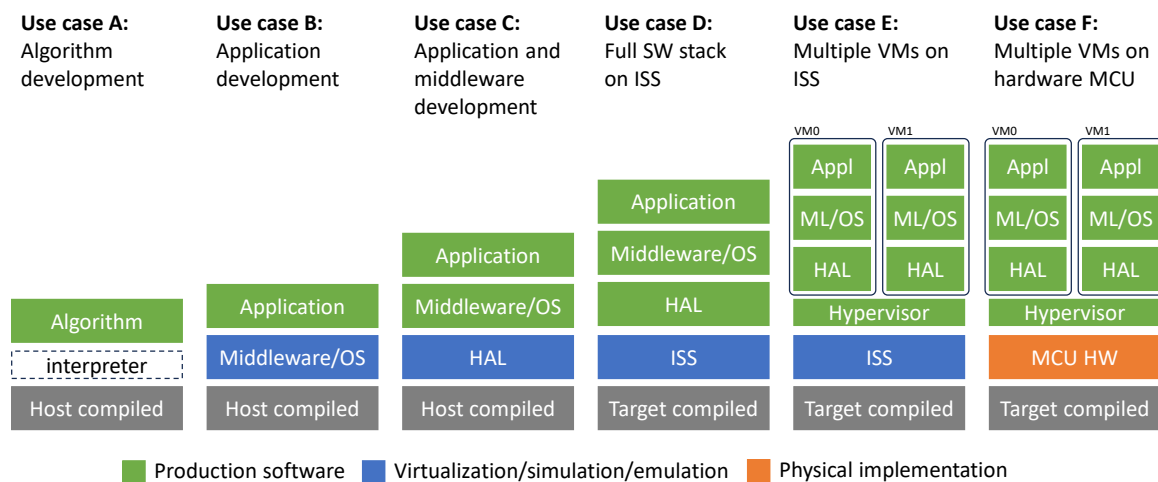 Use case A:
Algorithm
development
Use case B:
Application
development
Use case C:
Application and
middleware
development
Use case D:
Full SW stack
on ISS
Use case E:
Multiple VMs on
ISS
Use case F:
Multiple VMs on
hardware MCU
Algorithm
interpreter
Host compiled
Application
Middleware/OS
Host compiled
Application
Middleware/OS
HAL
Host compiled
Application
Middleware/OS
HAL
ISS
Target compiled
VM0
VM1
Appl
Appl
ML/OS
ML/OS
HAL
HAL
Hypervisor
ISS
Target compiled
VM0
VM1
Appl
Appl
ML/OS
ML/OS
HAL
HAL
Hypervisor
MCU HW
Target compiled
Production software
Virtualization/simulation/emulation
Physical implementation